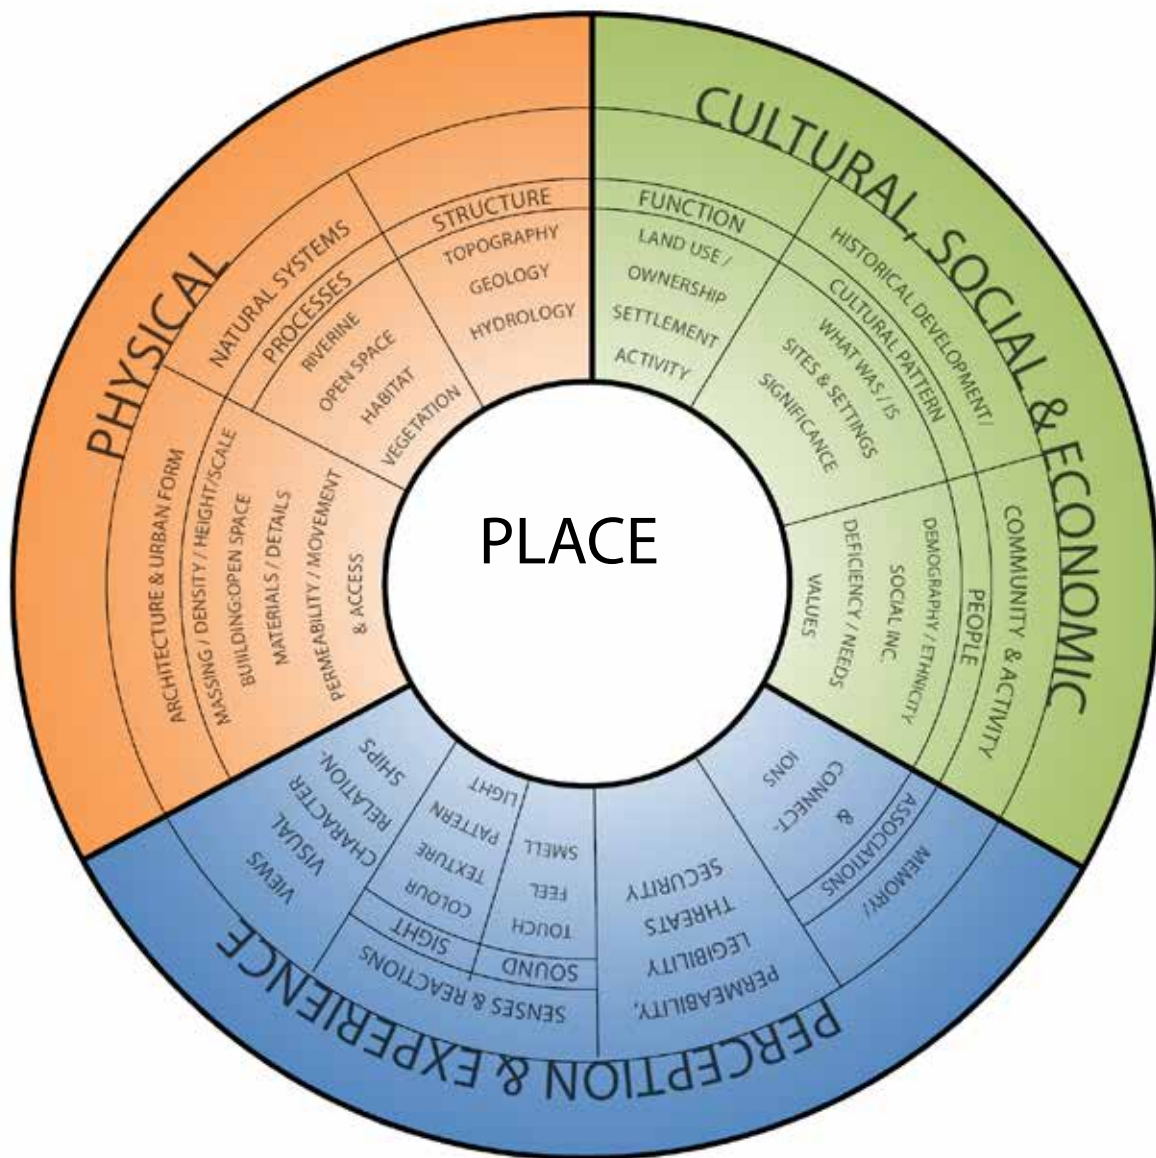 PLACE
PHYSICAL
NATURAL SYSTEMS
STRUCTURE
TOPOGRAPHY
GEOLOGY
HYDROLOGY
PROCESSES
RIVERINE
OPEN SPACE
HABITAT
VEGETATION
ARCHITECTURE & URBAN FORM
MASSING / DENSITY / HEIGHT/SCALE
BUILDING:OPEN SPACE
MATERIALS / DETAILS
PERMEABILITY / MOVEMENT
& ACCESS
CULTURAL, SOCIAL & ECONOMIC
FUNCTION
LAND USE /
OWNERSHIP
SETTLEMENT
ACTIVITY
HISTORICAL DEVELOPMENT /
CULTURAL PATTERN
WHAT WAS / IS
SITES & SETTINGS
SIGNIFICANCE
COMMUNITY & ACTIVITY
PEOPLE
DEMOGRAPHY / ETHNICITY
SOCIAL INC.
DEFICIENCY / NEEDS
VALUES
PERCEPTION & EXPERIENCE
MEMORY/
ASSOCIATIONS
&
CONNECT-
IONS
PERMEABILITY,
LEGIBILITY
THREATS
SECURITY
SENSES & REACTIONS
SOUND
TOUCH
FEEL
SMELL
SIGHT
COLOUR
TEXTURE
PATTERN
LIGHT
VIEWS
VISUAL
CHARACTER
RELATION-
SHIPS